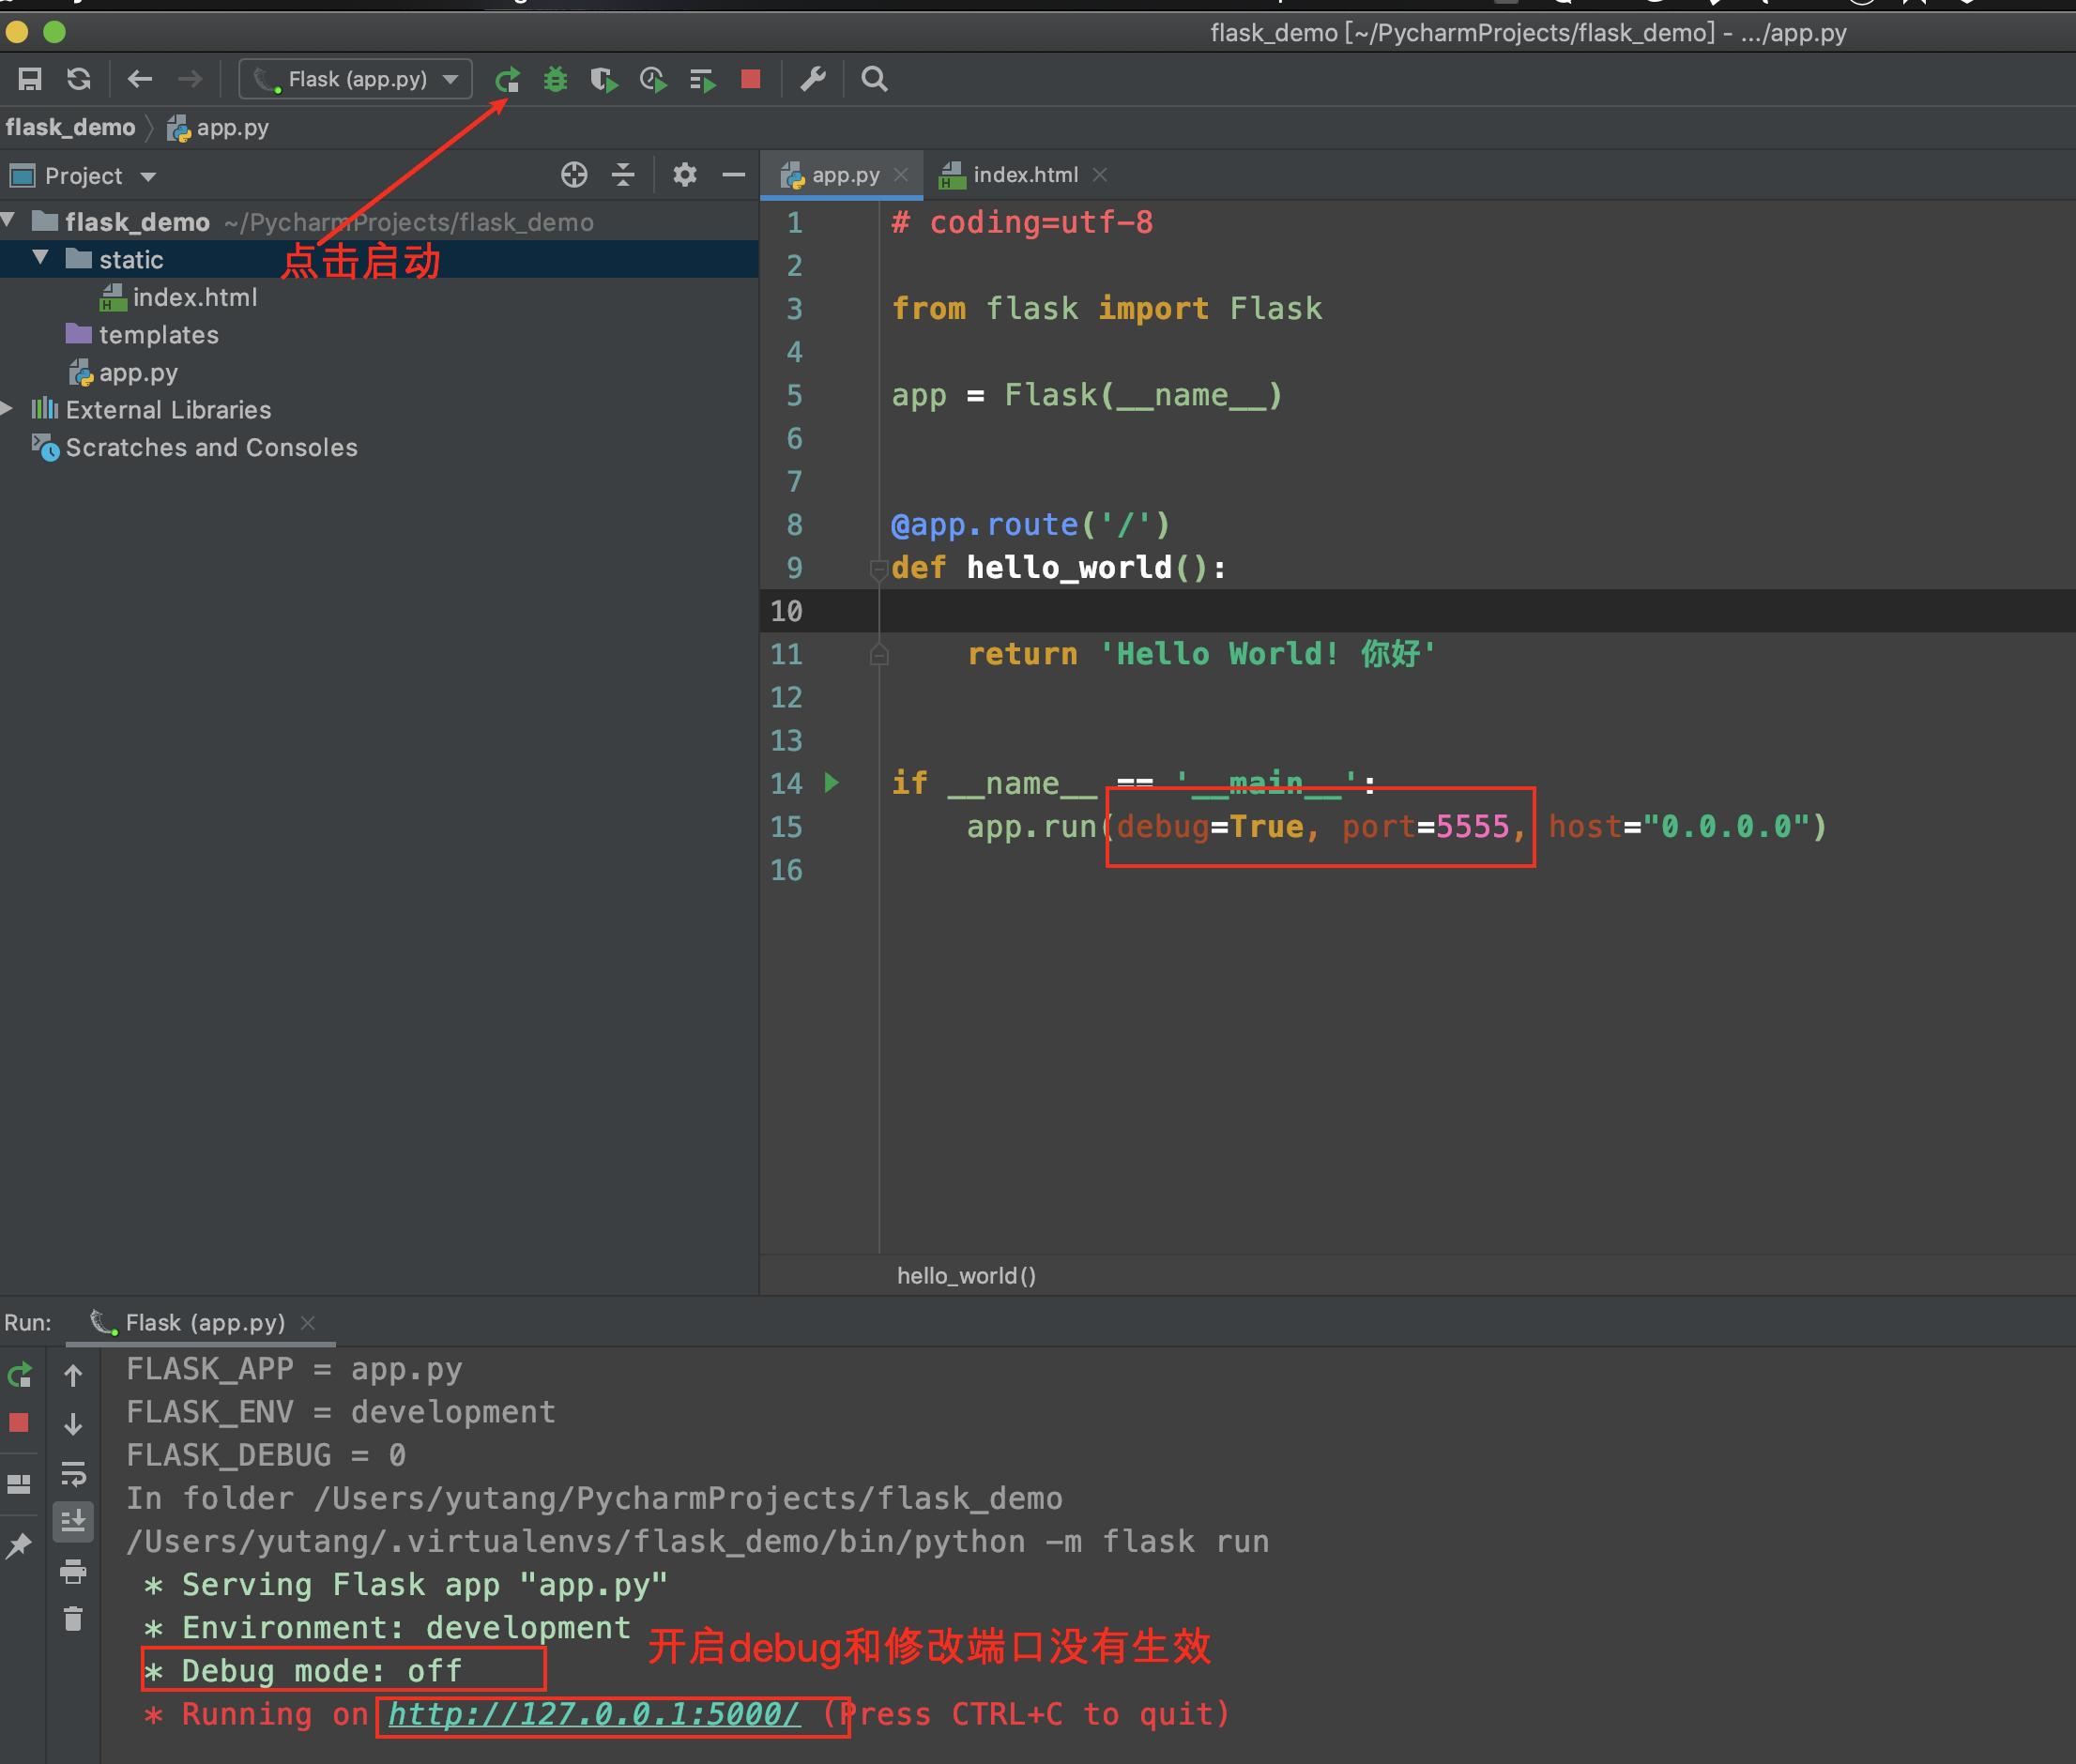 flask_demo [~/PycharmProjects/flask_demo] - .../app.py
Flask (app.py)
flask_demo
app.py
Project
app.py
index.html
flask_demo ~/PycharmProjects/flask_demo
点击启动
static
index.html
templates
app.py
External Libraries
Scratches and Consoles
1 # coding=utf-8
2
3 from flask import Flask
4
5 app = Flask(__name__)
6
7
8 @app.route('/')
9 def hello_world():
10
11 return 'Hello World! 你好'
12
13
14 if __name__ == '__main__':
15 app.run(debug=True, port=5555, host="0.0.0.0")
16
hello_world()
Run:
Flask (app.py)
FLASK_APP = app.py
FLASK_ENV = development
FLASK_DEBUG = 0
In folder /Users/yutang/PycharmProjects/flask_demo
/Users/yutang/.virtualenvs/flask_demo/bin/python -m flask run
* Serving Flask app "app.py"
* Environment: development
开启debug和修改端口没有生效
* Debug mode: off
* Running on http://127.0.0.1:5000/ (Press CTRL+C to quit)